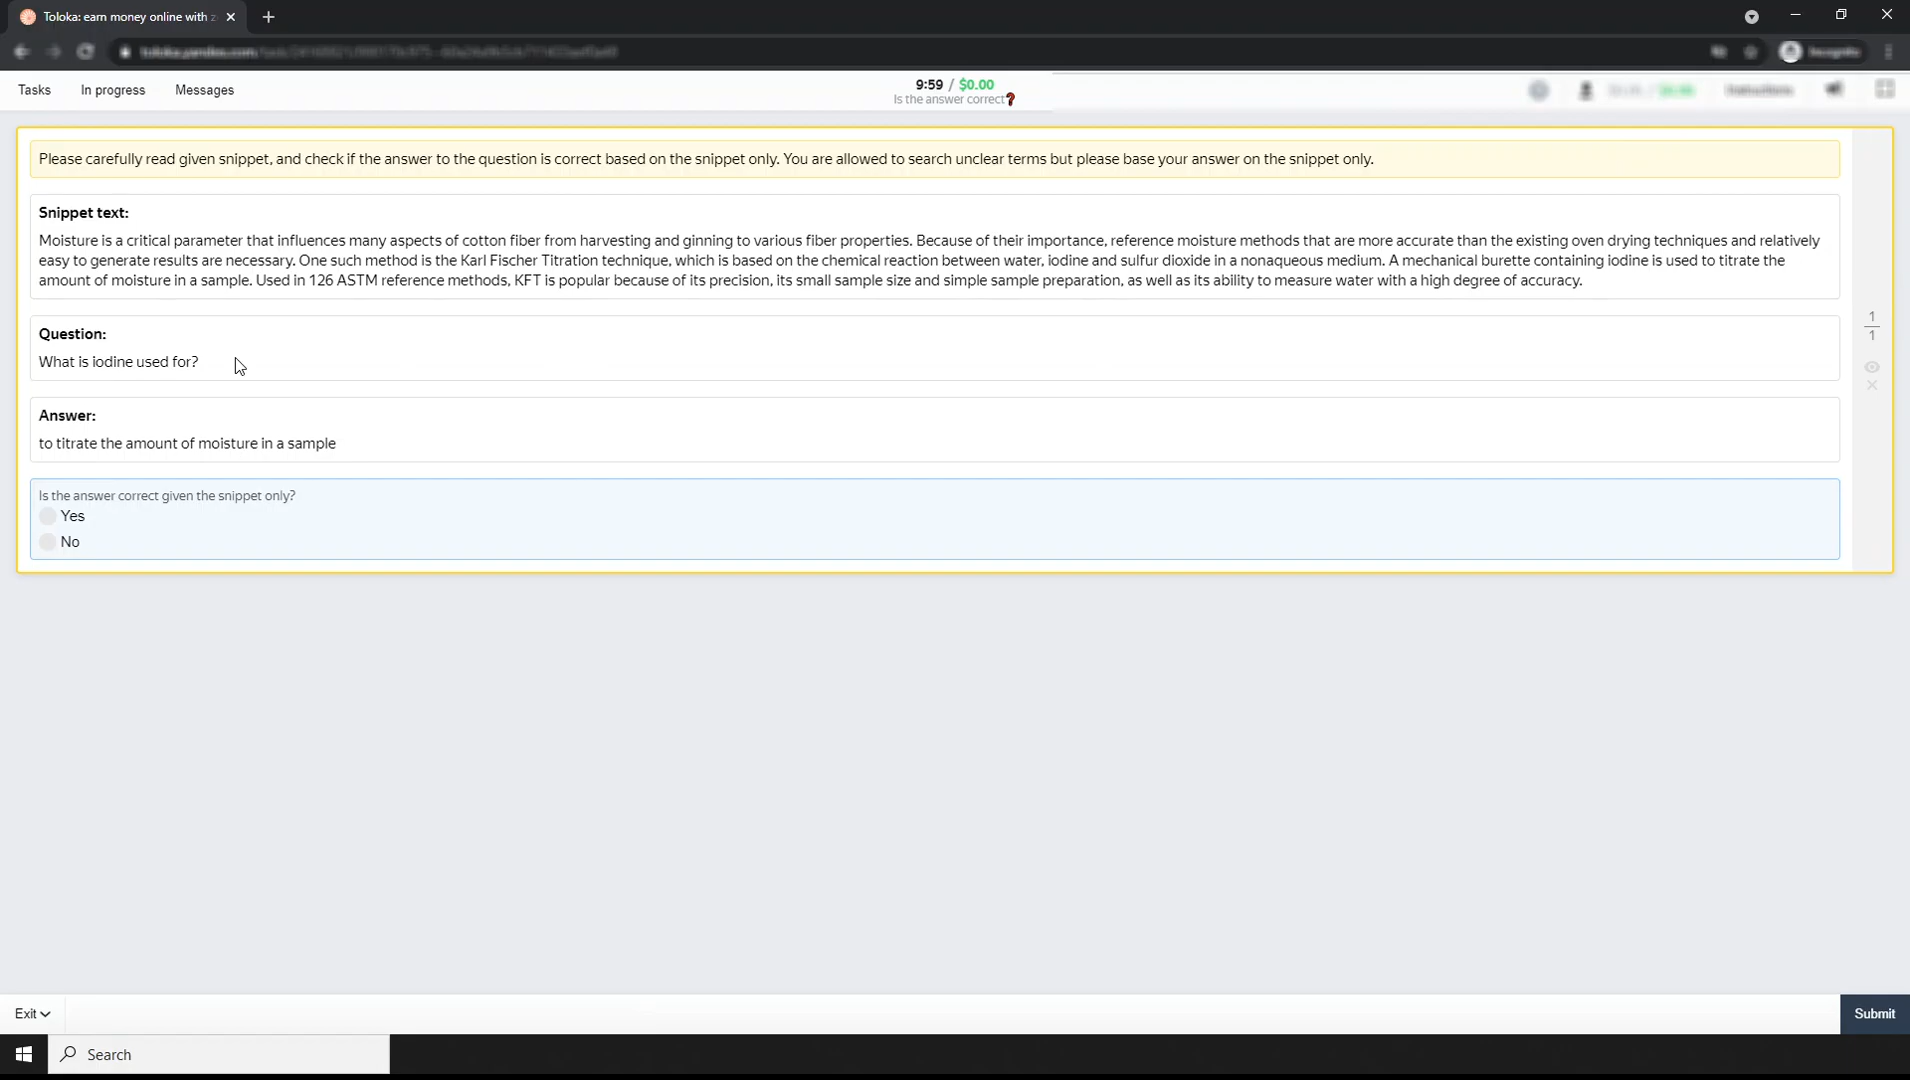 Toloka: earn money online with
Tasks
In progress
Messages
9:59 / $0.00
Is the answer correct❓
Please carefully read given snippet, and check if the answer to the question is correct based on the snippet only. You are allowed to search unclear terms but please base your answer on the snippet only.
Snippet text:
Moisture is a critical parameter that influences many aspects of cotton fiber from harvesting and ginning to various fiber properties. Because of their importance, reference moisture methods that are more accurate than the existing oven drying techniques and relatively
easy to generate results are necessary. One such method is the Karl Fischer Titration technique, which is based on the chemical reaction between water, iodine and sulfur dioxide in a nonaqueous medium. A mechanical burette containing iodine is used to titrate the
amount of moisture in a sample. Used in 126 ASTM reference methods, KFT is popular because of its precision, its small sample size and simple sample preparation, as well as its ability to measure water with a high degree of accuracy.
Question:
What is iodine used for?
Answer:
to titrate the amount of moisture in a sample
Is the answer correct given the snippet only?
Yes
No
1
1
Exit
Submit
Search